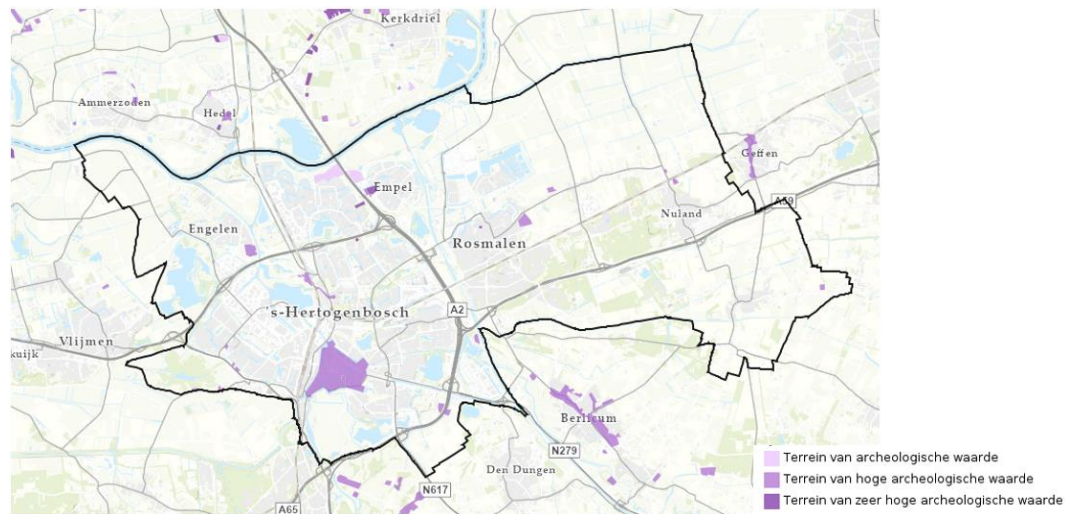 Kerkdriel
Ammerzoden
Hedel
Geffen
Empel
A59
Nuland
Engelen
Rosmalen
A2
's-Hertogenbosch
Vlijmen
kuijk
Berlicum
N279
Den Dungen
N617
A65
Terrein van archeologische waarde
Terrein van hoge archeologische waarde
Terrein van zeer hoge archeologische waarde